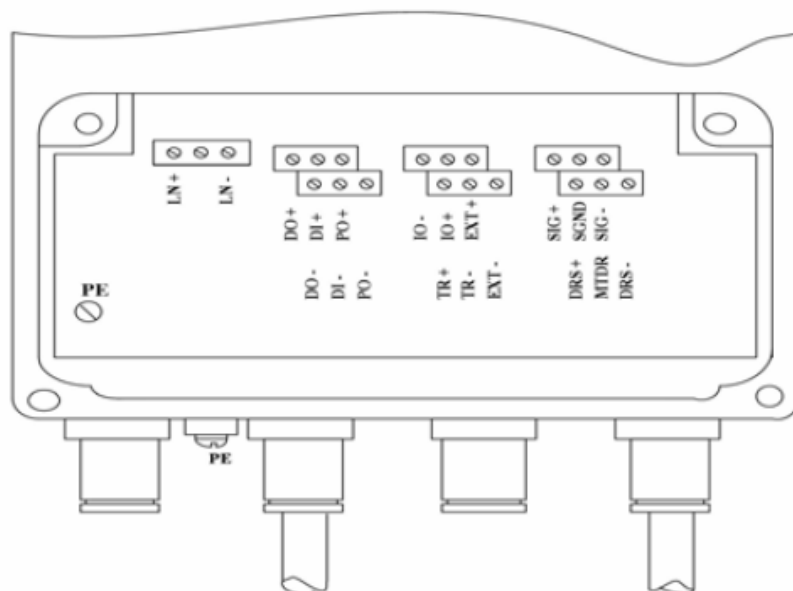 LN+ LN-
DO+ DI+ PO+
DO- DI- PO-
IO- IO+ EXT+
TR+ TR- EXT-
SIG+ SGND SIG-
DRS+ MTDR DRS-
PE
PE